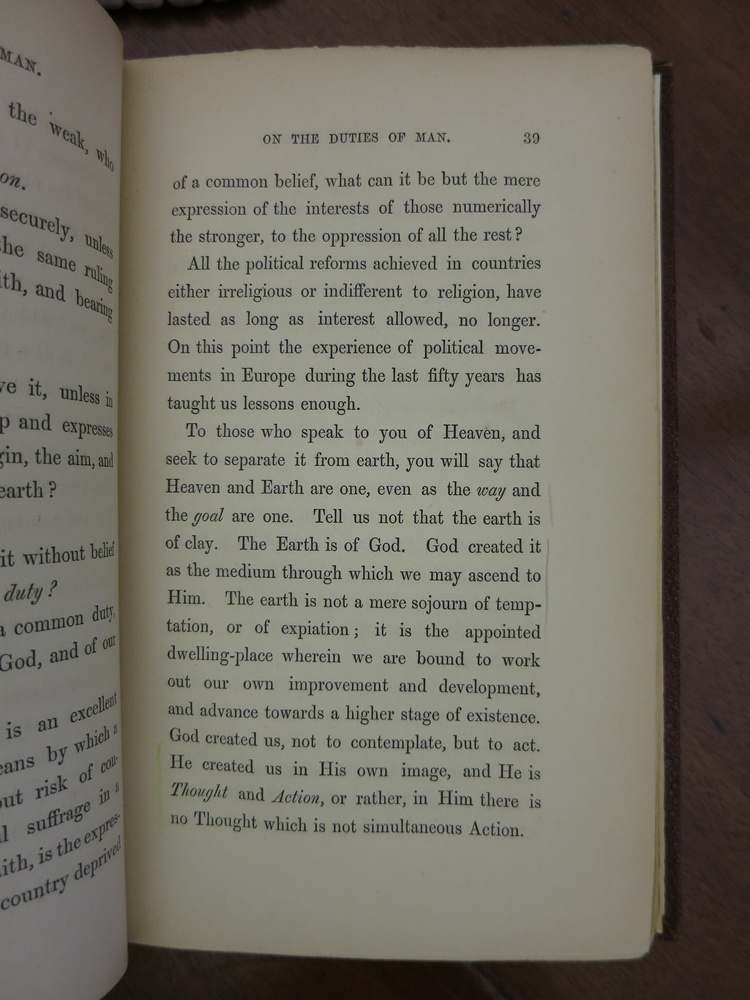 MAN.
the weak, who
on.
securely, unless
the same ruling
ith, and bearing
ve it, unless in
p and expresses
gin, the aim, and
earth ?
it without belief
duty ?
a common duty,
God, and of our
is an excellent
eans by which a
out risk of con-
l suffrage in a
aith, is the expres-
country deprived
ON THE DUTIES OF MAN. 39
of a common belief, what can it be but the mere
expression of the interests of those numerically
the stronger, to the oppression of all the rest ?
All the political reforms achieved in countries
either irreligious or indifferent to religion, have
lasted as long as interest allowed, no longer.
On this point the experience of political move-
ments in Europe during the last fifty years has
taught us lessons enough.
To those who speak to you of Heaven, and
seek to separate it from earth, you will say that
Heaven and Earth are one, even as the way and
the goal are one. Tell us not that the earth is
of clay. The Earth is of God. God created it
as the medium through which we may ascend to
Him. The earth is not a mere sojourn of temp-
tation, or of expiation ; it is the appointed
dwelling-place wherein we are bound to work
out our own improvement and development,
and advance towards a higher stage of existence.
God created us, not to contemplate, but to act.
He created us in His own image, and He is
Thought and Action, or rather, in Him there is
no Thought which is not simultaneous Action.